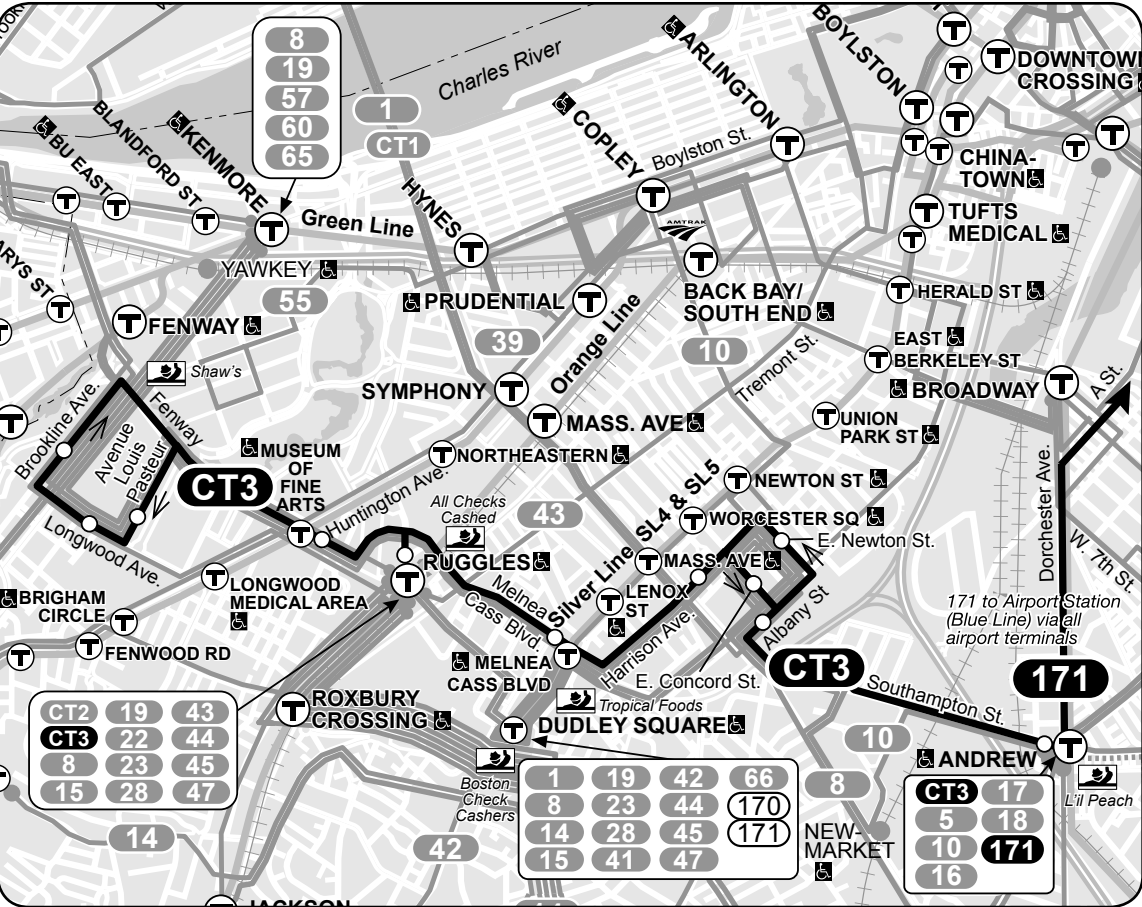 8
19
57
60
65
1
CT1
Charles River
ARLINGTON
BOYLSTON
DOWNTOWN
CROSSING
BU EAST
BLANDFORD ST
KENMORE
HYNES
COPLEY
Boylston St.
CHINA-
TOWN
Green Line
AMTRAK
TUFTS
MEDICAL
ARYS ST
YAWKEY
55
PRUDENTIAL
BACK BAY/
SOUTH END
HERALD ST
FENWAY
39
Orange Line
10
EAST
BERKELEY ST
Shaw's
SYMPHONY
Tremont St.
BROADWAY
A St.
Brookline Ave.
Fenway
Avenue
Louis
Pasteur
MASS. AVE
UNION
PARK ST
CT3
MUSEUM
OF
FINE
ARTS
NORTHEASTERN
Huntington Ave.
All Checks
Cashed
43
NEWTON ST
WORCESTER SQ
E. Newton St.
Dorchester Ave.
W. 7th St.
Longwood Ave.
RUGGLES
Silver Line SL4 & SL5
MASS. AVE
LONGWOOD
MEDICAL AREA
Melnea
Cass Blvd.
LENOX
ST
Albany St
171 to Airport Station
(Blue Line) via all
airport terminals
BRIGHAM
CIRCLE
FENWOOD RD
MELNEA
CASS BLVD
Harrison Ave.
E. Concord St.
CT3
171
Southampton St.
ROXBURY
CROSSING
Tropical Foods
DUDLEY SQUARE
10
ANDREW
CT2 19 43
CT3 22 44
8 23 45
15 28 47
Boston
Check
Cashers
1 19 42 66
8 23 44 170
14 28 45 171
15 41 47
8
NEW-
MARKET
CT3 17
5 18
10 171
16
L'il Peach
14
42
JACKSON